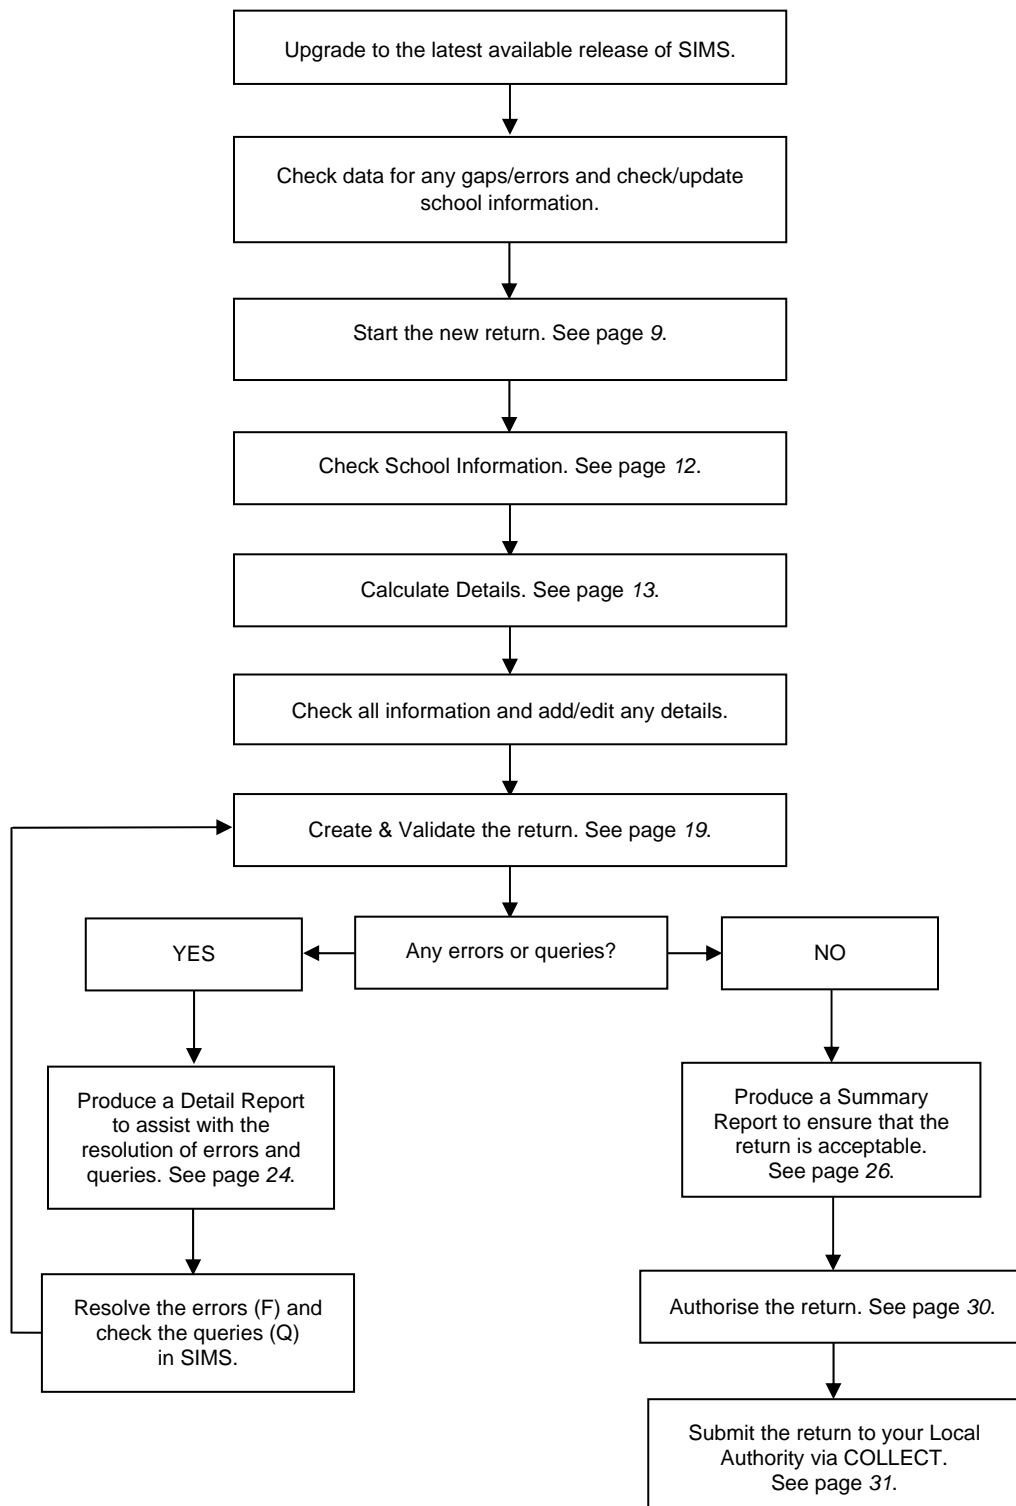 Upgrade to the latest available release of SIMS.
Check data for any gaps/errors and check/update
school information.
Start the new return. See page 9.
Check School Information. See page 12.
Calculate Details. See page 13.
Check all information and add/edit any details.
Create & Validate the return. See page 19.
YES
Any errors or queries?
NO
Produce a Detail Report
to assist with the
resolution of errors and
queries. See page 24.
Produce a Summary
Report to ensure that the
return is acceptable.
See page 26.
Resolve the errors (F) and
check the queries (Q)
in SIMS.
Authorise the return. See page 30.
Submit the return to your Local
Authority via COLLECT.
See page 31.